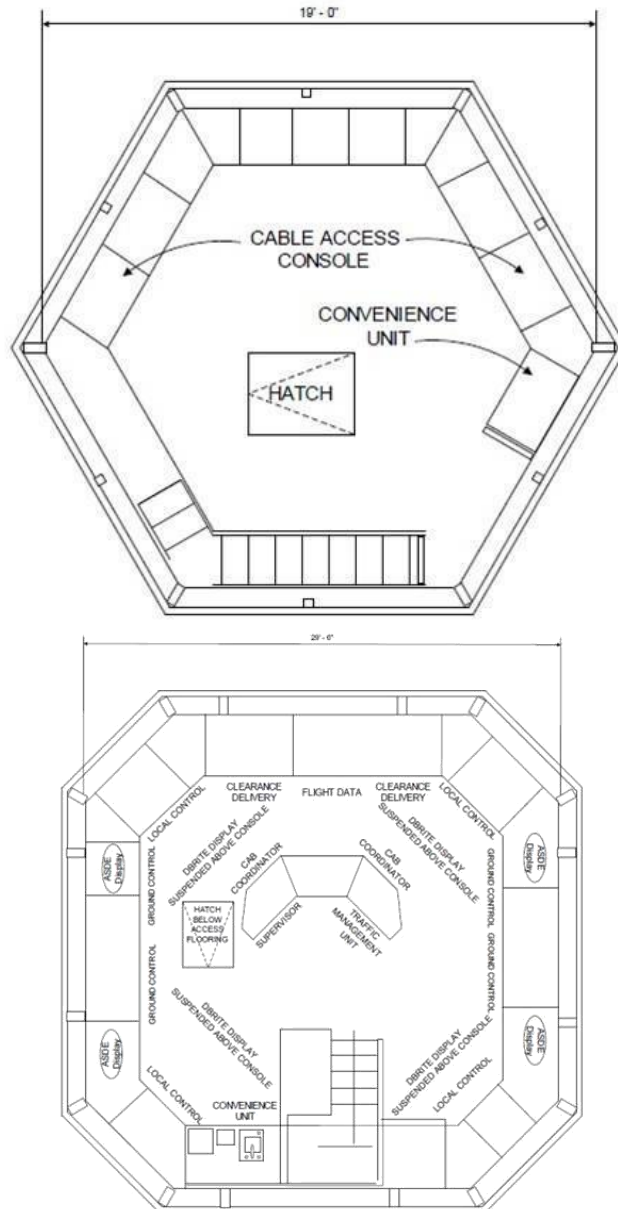 19' - 0"
CABLE ACCESS
CONSOLE
CONVENIENCE
UNIT
HATCH
29' - 6"
CLEARANCE
DELIVERY
FLIGHT DATA
CLEARANCE
DELIVERY
LOCAL CONTROL
LOCAL CONTROL
DBRITE DISPLAY
SUSPENDED ABOVE CONSOLE
DBRITE DISPLAY
SUSPENDED ABOVE CONSOLE
ASDE
Display
GROUND CONTROL
CAB
COORDINATOR
CAB
COORDINATOR
GROUND CONTROL
ASDE
Display
HATCH
BELOW
ACCESS
FLOORING
SUPERVISOR
TRAFFIC
MANAGEMENT
UNIT
GROUND CONTROL
GROUND CONTROL
DBRITE DISPLAY
SUSPENDED ABOVE CONSOLE
DBRITE DISPLAY
SUSPENDED ABOVE CONSOLE
ASDE
Display
ASDE
Display
LOCAL CONTROL
LOCAL CONTROL
CONVENIENCE
UNIT